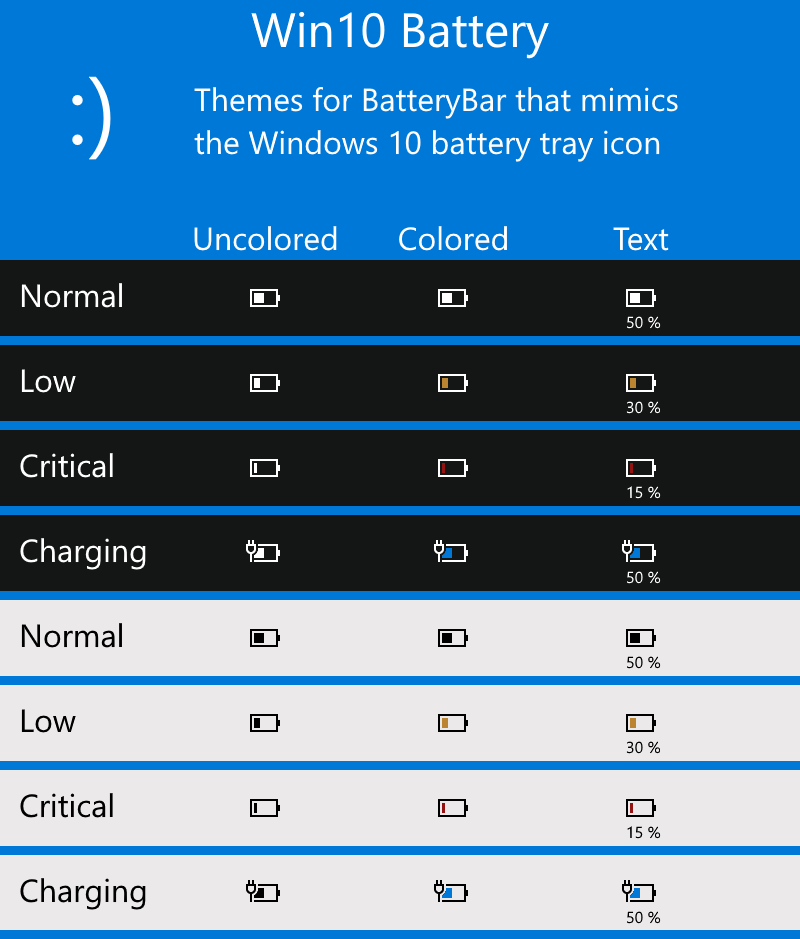 Win10 Battery
:)
Themes for BatteryBar that mimics
the Windows 10 battery tray icon
Uncolored Colored Text
Normal
50 %
Low
30 %
Critical
15 %
Charging
50 %
Normal
50 %
Low
30 %
Critical
15 %
Charging
50 %